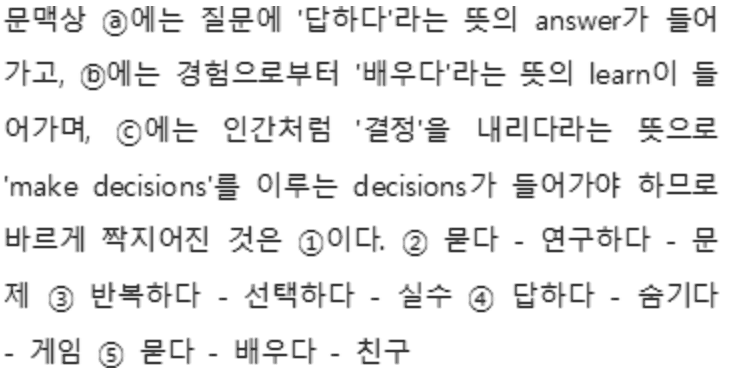 문맥상 ⓐ에는 질문에 '답하다'라는 뜻의 answer가 들어
가고, ⓑ에는 경험으로부터 '배우다'라는 뜻의 learn이 들
어가며, ⓒ에는 인간처럼 '결정'을 내리다라는 뜻으로
'make decisions'를 이루는 decisions가 들어가야 하므로
바르게 짝지어진 것은 ①이다. ② 묻다 - 연구하다 - 문
제 ③ 반복하다 - 선택하다 - 실수 ④ 답하다 - 숨기다
- 게임 ⑤ 묻다 - 배우다 - 친구